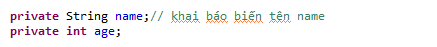 private String name;// khai báo biến tên name
private int age;